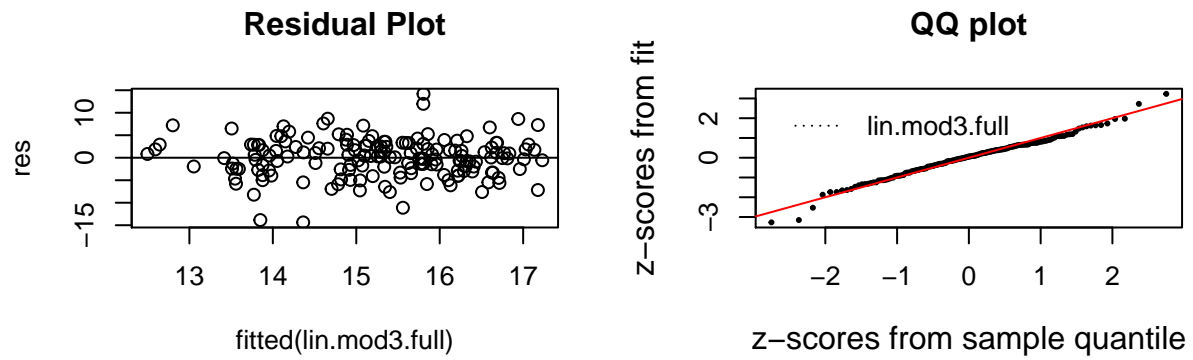 Residual Plot
res
10
0
−15
13
14
15
16
17
fitted(lin.mod3.full)
QQ plot
z−scores from fit
2
0
−3
lin.mod3.full
−2
−1
0
1
2
z−scores from sample quantile